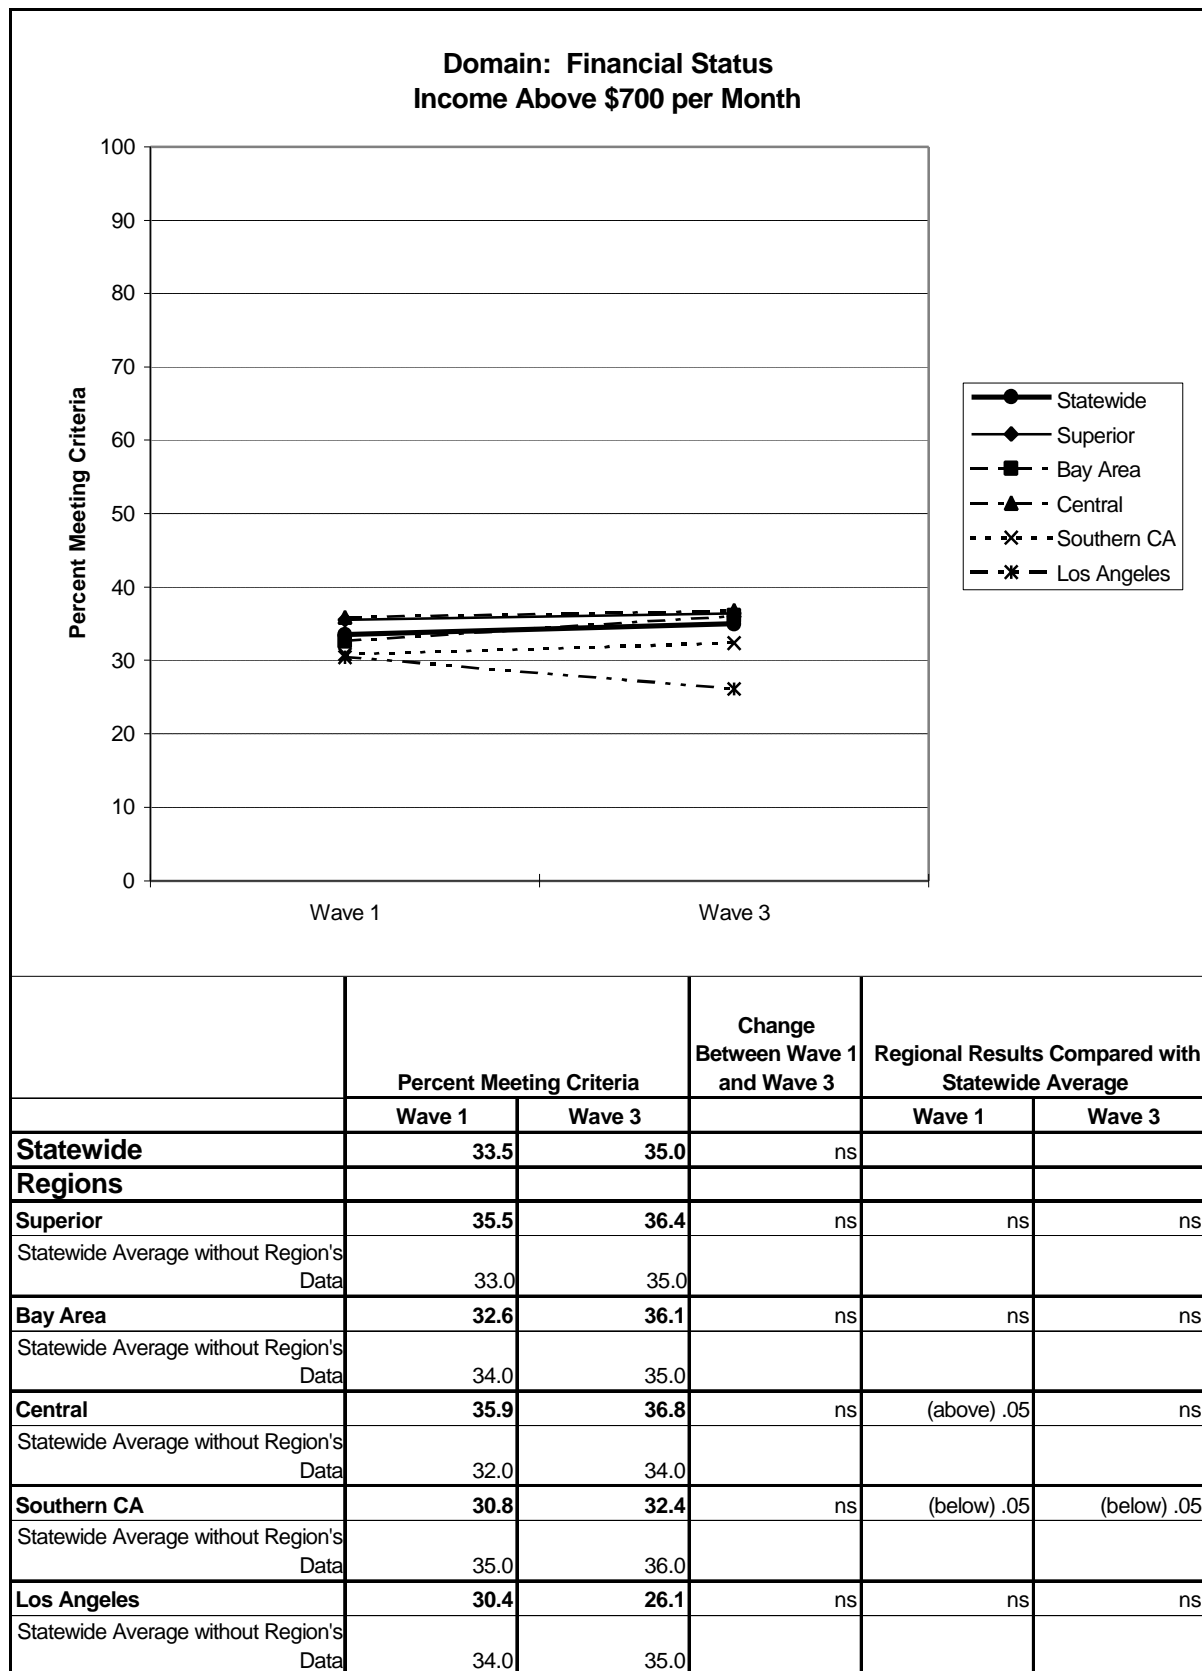 Domain: Financial Status
Income Above $700 per Month
100
90
80
70
60
50
40
30
20
10
0
Percent Meeting Criteria
Wave 1 Wave 3
Statewide
Superior
Bay Area
Central
Southern CA
Los Angeles
Change
Between Wave 1 Regional Results Compared with
Percent Meeting Criteria and Wave 3 Statewide Average
Wave 1 Wave 3 Wave 1 Wave 3
Statewide 33.5 35.0 ns
Regions
Superior 35.5 36.4 ns ns ns
Statewide Average without Region's
Data 33.0 35.0
Bay Area 32.6 36.1 ns ns ns
Statewide Average without Region's
Data 34.0 35.0
Central 35.9 36.8 ns (above) .05 ns
Statewide Average without Region's
Data 32.0 34.0
Southern CA 30.8 32.4 ns (below) .05 (below) .05
Statewide Average without Region's
Data 35.0 36.0
Los Angeles 30.4 26.1 ns ns ns
Statewide Average without Region's
Data 34.0 35.0